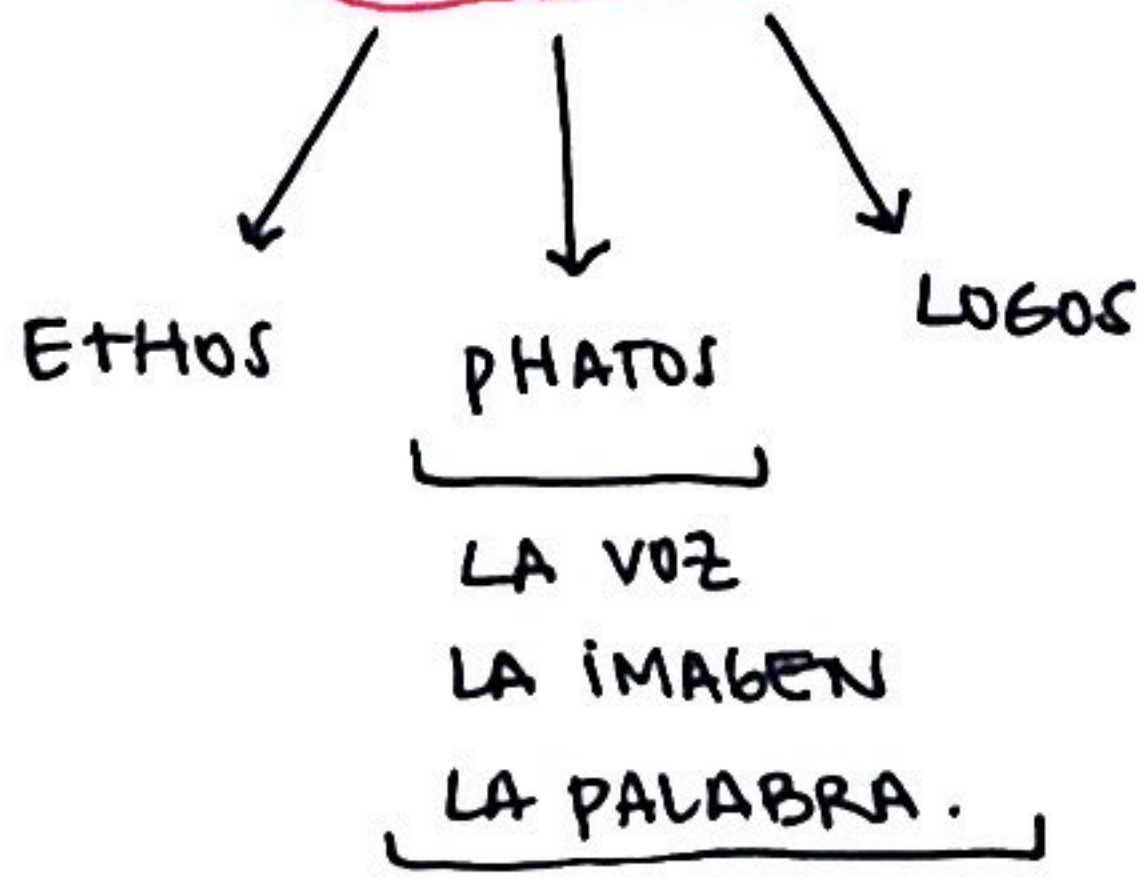 ETHOS
PHATOS
LOGOS
LA VOZ
LA IMAGEN
LA PALABRA.